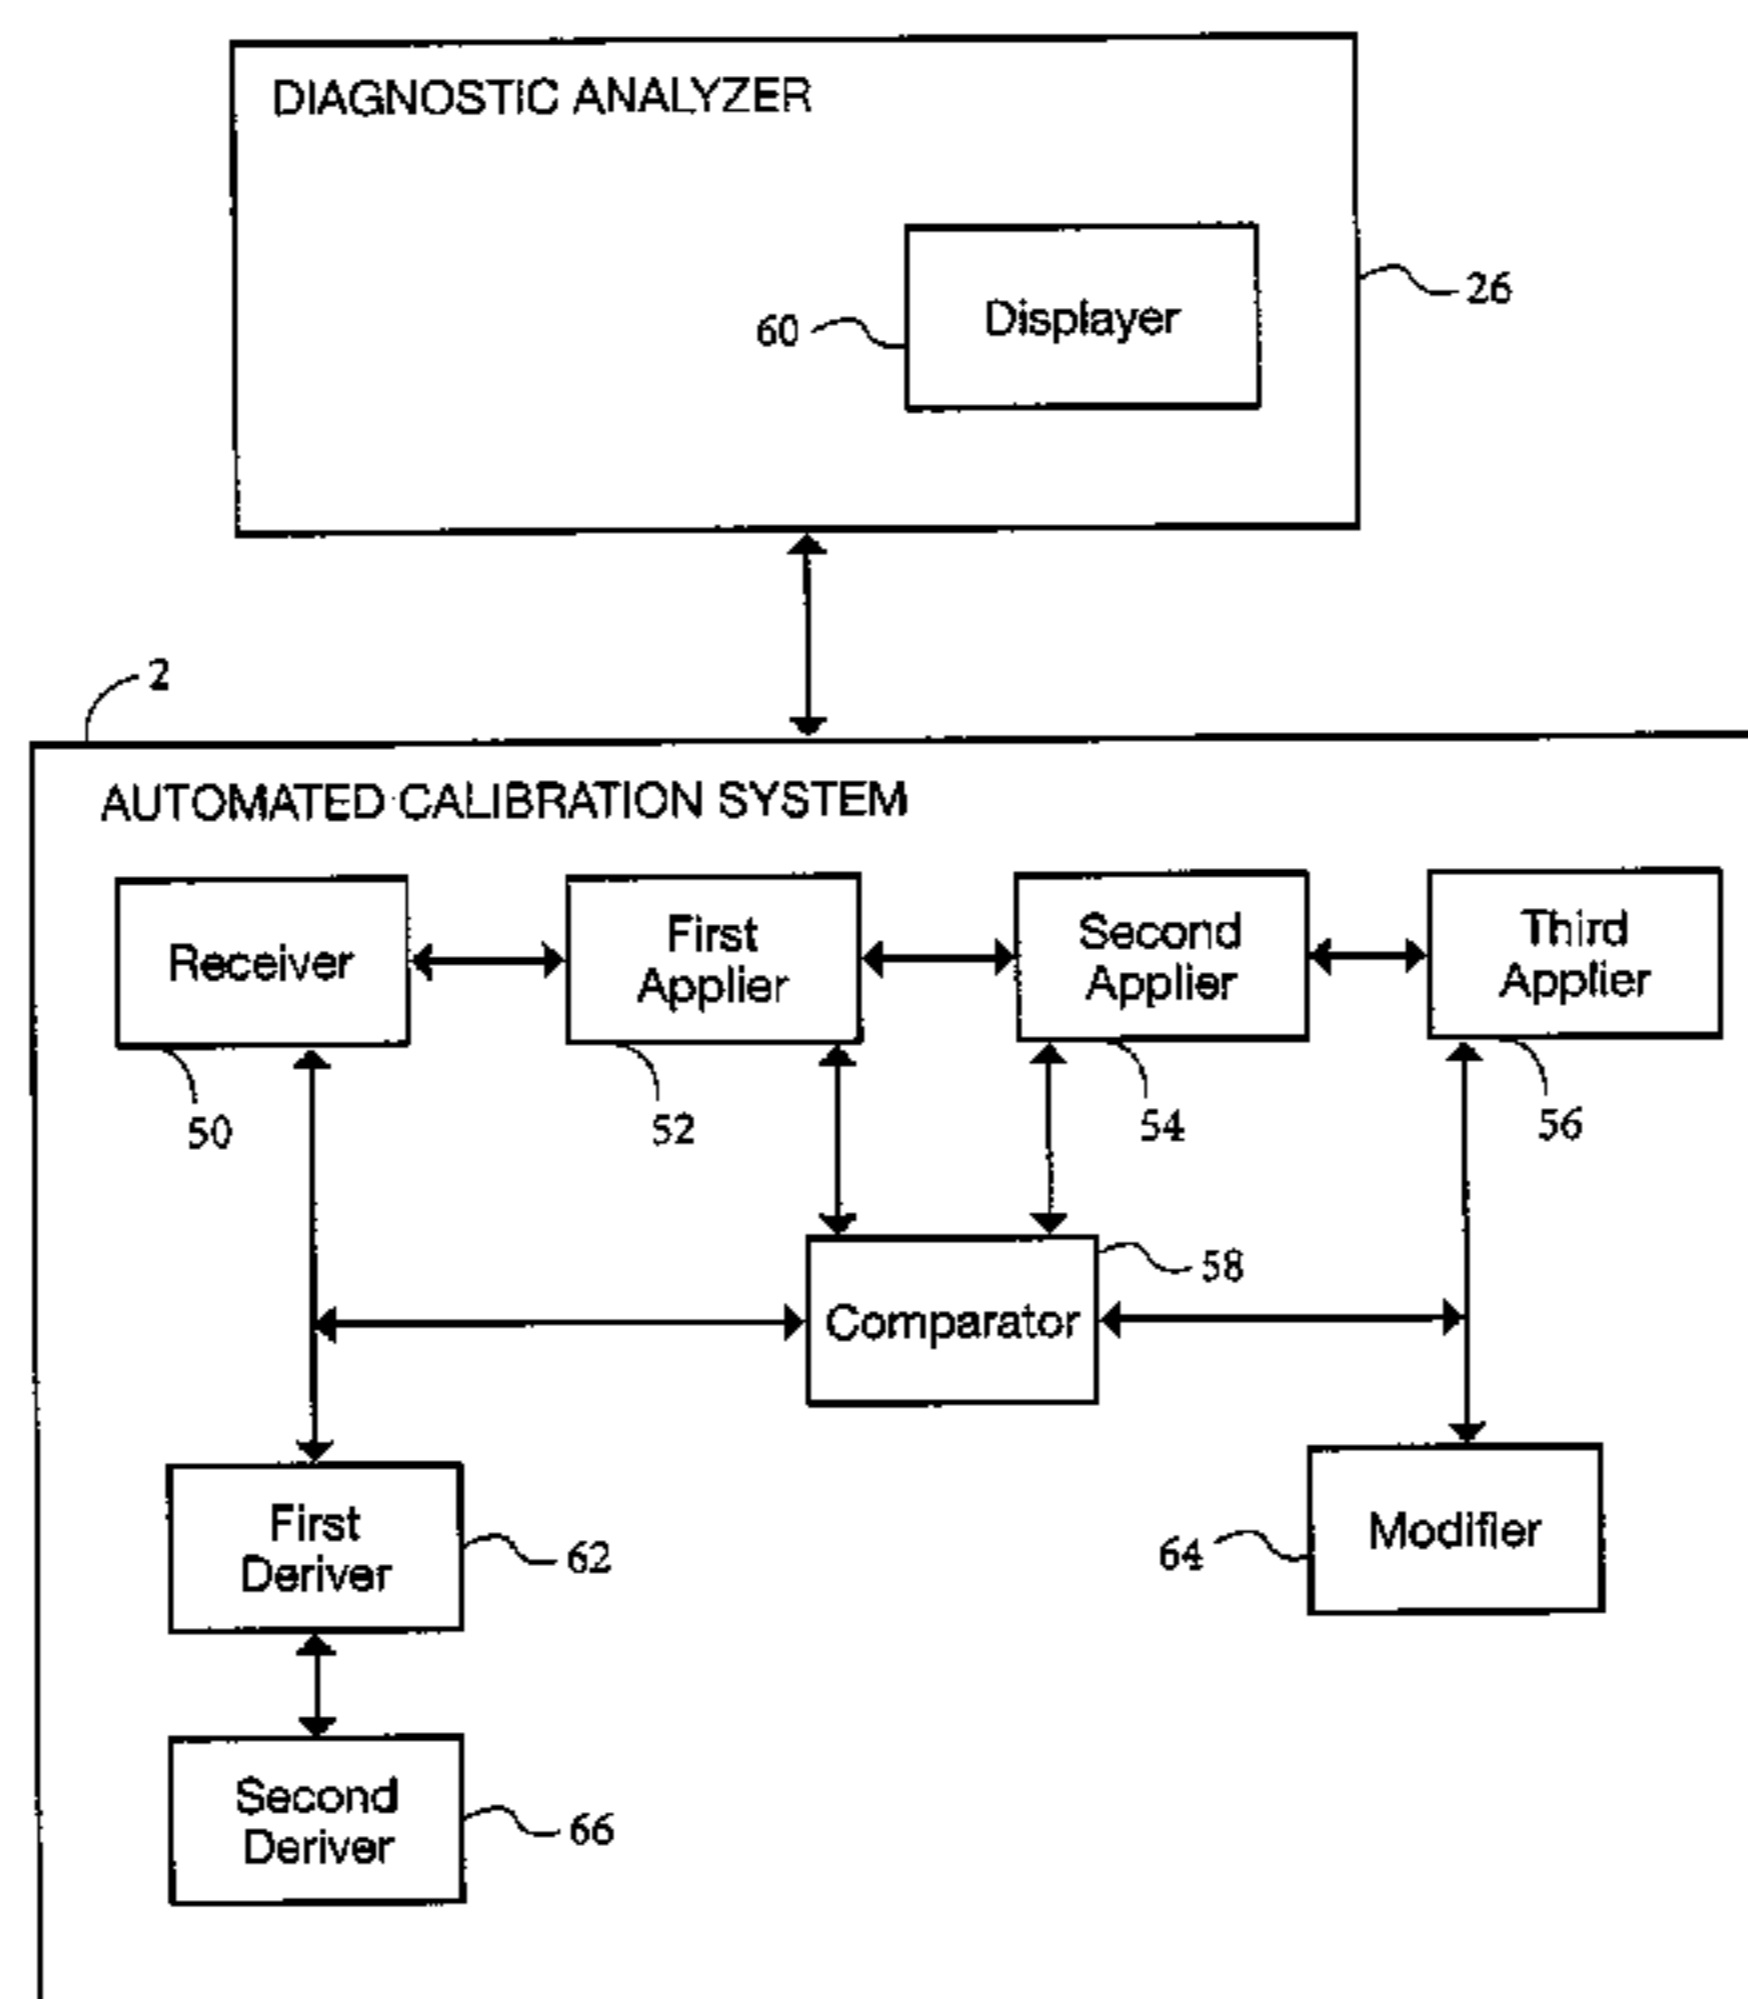 DIAGNOSTIC ANALYZER
Displayer
60
26
2
AUTOMATED CALIBRATION SYSTEM
Receiver
First
Applier
Second
Applier
Third
Applier
50
52
54
56
58
Comparator
First
Deriver
62
64
Modifier
Second
Deriver
66